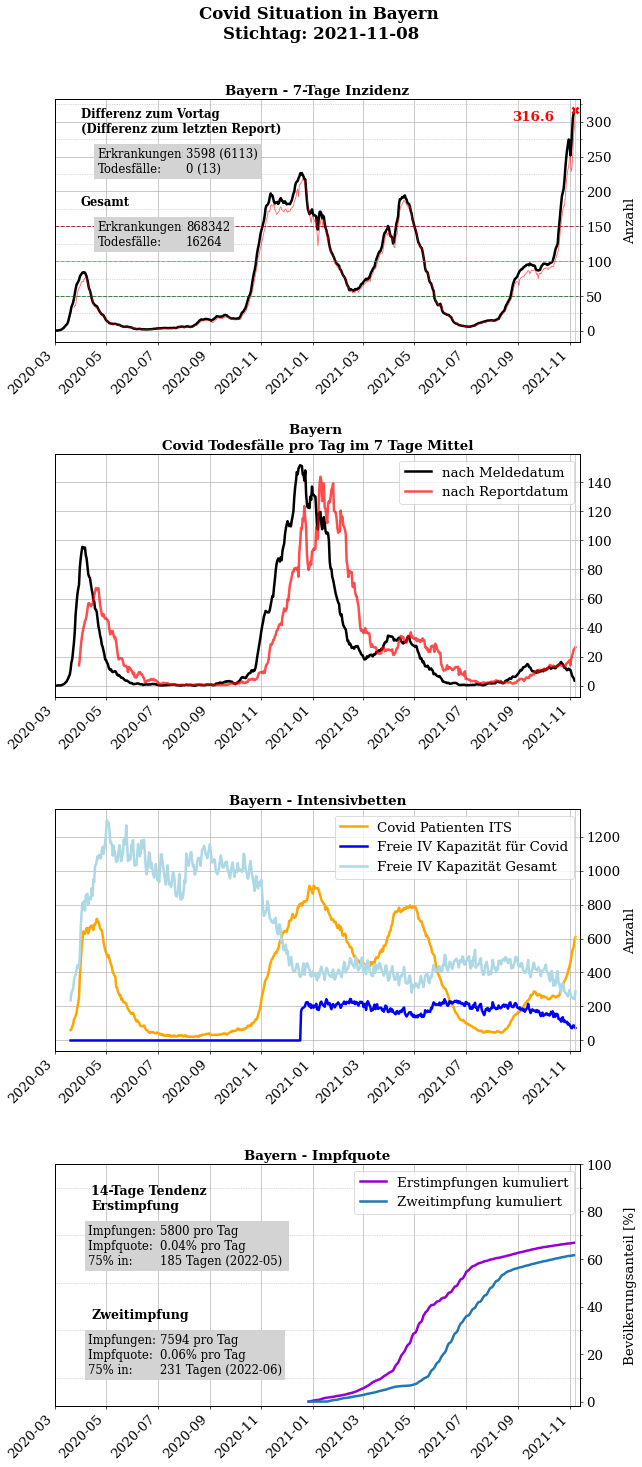 Covid Situation in Bayern
Stichtag: 2021-11-08
Bayern - 7-Tage Inzidenz
Differenz zum Vortag
(Differenz zum letzten Report)
Erkrankungen 3598 (6113)
Todesfälle: 0 (13)
Gesamt
Erkrankungen 868342
Todesfälle: 16264
316.6
300
250
200
150
100
50
0
Anzahl
2020-03
2020-05
2020-07
2020-09
2020-11
2021-01
2021-03
2021-05
2021-07
2021-09
2021-11
Bayern
Covid Todesfälle pro Tag im 7 Tage Mittel
nach Meldedatum
nach Reportdatum
140
120
100
80
60
40
20
0
2020-03
2020-05
2020-07
2020-09
2020-11
2021-01
2021-03
2021-05
2021-07
2021-09
2021-11
Bayern - Intensivbetten
Covid Patienten ITS
Freie IV Kapazität für Covid
Freie IV Kapazität Gesamt
1200
1000
800
600
400
200
0
Anzahl
2020-03
2020-05
2020-07
2020-09
2020-11
2021-01
2021-03
2021-05
2021-07
2021-09
2021-11
Bayern - Impfquote
14-Tage Tendenz
Erstimpfung
Impfungen: 5800 pro Tag
Impfquote: 0.04% pro Tag
75% in: 185 Tagen (2022-05)
Zweitimpfung
Impfungen: 7594 pro Tag
Impfquote: 0.06% pro Tag
75% in: 231 Tagen (2022-06)
Erstimpfungen kumuliert
Zweitimpfung kumuliert
100
80
60
40
20
0
Bevölkerungsanteil [%]
2020-03
2020-05
2020-07
2020-09
2020-11
2021-01
2021-03
2021-05
2021-07
2021-09
2021-11